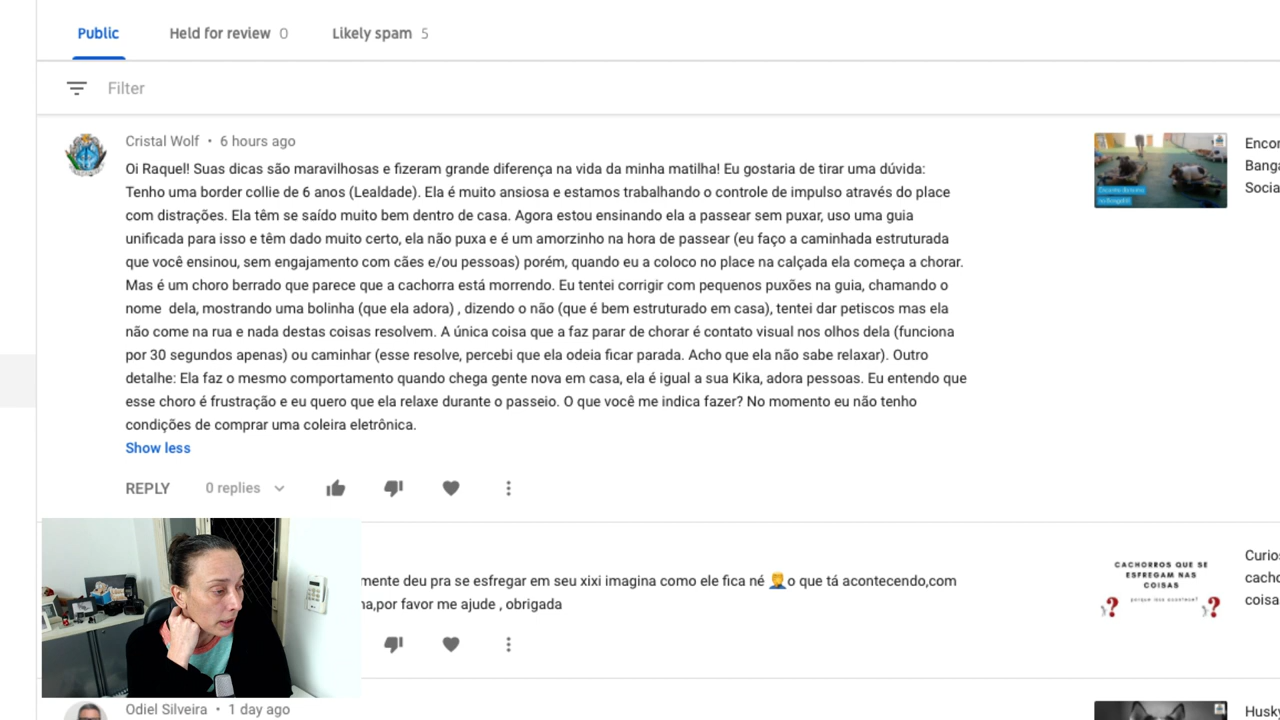 Public
Held for review 0
Likely spam 5
Filter
Cristal Wolf • 6 hours ago
Oi Raquel! Suas dicas são maravilhosas e fizeram grande diferença na vida da minha matilha! Eu gostaria de tirar uma dúvida:
Tenho uma border collie de 6 anos (Lealdade). Ela é muito ansiosa e estamos trabalhando o controle de impulso através do place
com distrações. Ela têm se saído muito bem dentro de casa. Agora estou ensinando ela a passear sem puxar, uso uma guia
unificada para isso e têm dado muito certo, ela não puxa e é um amorzinho na hora de passear (eu faço a caminhada estruturada
que você ensinou, sem engajamento com cães e/ou pessoas) porém, quando eu a coloco no place na calçada ela começa a chorar.
Mas é um choro berrado que parece que a cachorra está morrendo. Eu tentei corrigir com pequenos puxões na guia, chamando o
nome  dela, mostrando uma bolinha (que ela adora) , dizendo o não (que é bem estruturado em casa), tentei dar petiscos mas ela
não come na rua e nada destas coisas resolvem. A única coisa que a faz parar de chorar é contato visual nos olhos dela (funciona
por 30 segundos apenas) ou caminhar (esse resolve, percebi que ela odeia ficar parada. Acho que ela não sabe relaxar). Outro
detalhe: Ela faz o mesmo comportamento quando chega gente nova em casa, ela é igual a sua Kika, adora pessoas. Eu entendo que
esse choro é frustração e eu quero que ela relaxe durante o passeio. O que você me indica fazer? No momento eu não tenho
condições de comprar uma coleira eletrônica.
Show less
REPLY
0 replies
Encor
Banga
Socia
mente deu pra se esfregar em seu xixi imagina como ele fica né 🤦o que tá acontecendo,com
na,por favor me ajude , obrigada
CACHORROS QUE SE
ESFREGAM NAS
COISAS
porque isso acontece?
? ?
Curios
cacho
coisa
Odiel Silveira • 1 day ago
Husky